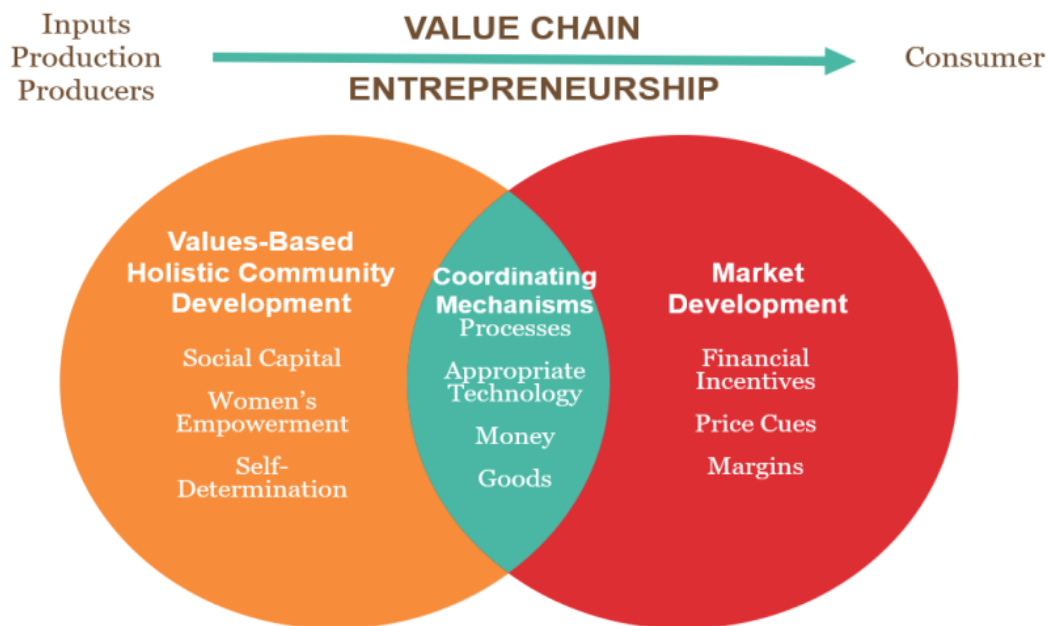 Inputs
Production
Producers
VALUE CHAIN
ENTREPRENEURSHIP
Consumer
Values-Based
Holistic Community
Development
Social Capital
Women’s
Empowerment
Self-
Determination
Coordinating
Mechanisms
Processes
Appropriate
Technology
Money
Goods
Market
Development
Financial
Incentives
Price Cues
Margins